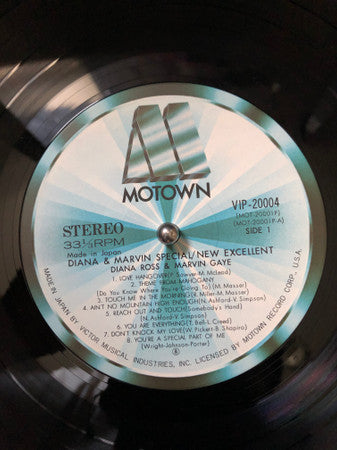 MOTOWN
VIP-20004
(MOT-20001P)
(MOT-20001P-A)
SIDE 1
STEREO
33⅓RPM
Made in Japan
DIANA & MARVIN SPECIAL/NEW EXCELLENT
DIANA ROSS & MARVIN GAYE
1. LOVE HANGOVER(P. Sawyer-M. Mcleod)
2. THEME FROM MAHOGANY
(Do You Know Where You're Going To)(M. Masser)
3. TOUCH ME IN THE MORNING(R. Miller-M. Masser)
4. AIN'T NO MOUNTAIN HIGH ENOUGH(N. Ashford-V. Simpson)
5. REACH OUT AND TOUCH(Somebody's Hand)
(N. Ashford-V. Simpson)
6. YOU ARE EVERYTHING(T. Bell-L. Creed)
7. DON'T KNOCK MY LOVE(W. Picker-B. Shapiro)
8. YOU'RE A SPECIAL PART OF ME
(Wright-Johnson-Porter)
MADE IN JAPAN BY VICTOR MUSICAL INDUSTRIES, INC. LICENSED BY MOTOWN RECORD CORP. U.S.A.